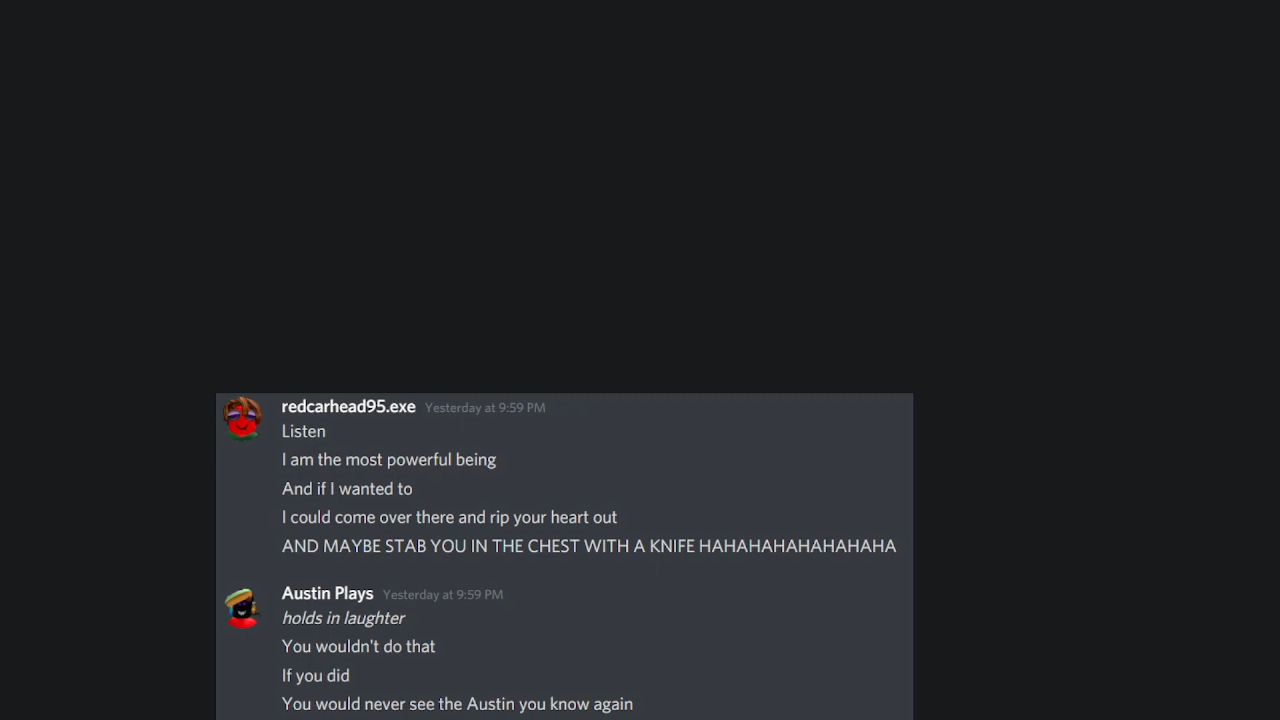 redcarhead95.exe Yesterday at 9:59 PM
Listen
I am the most powerful being
And if I wanted to
I could come over there and rip your heart out
AND MAYBE STAB YOU IN THE CHEST WITH A KNIFE HAHAHAHAHAHAHAHA
Austin Plays Yesterday at 9:59 PM
holds in laughter
You wouldn't do that
If you did
You would never see the Austin you know again